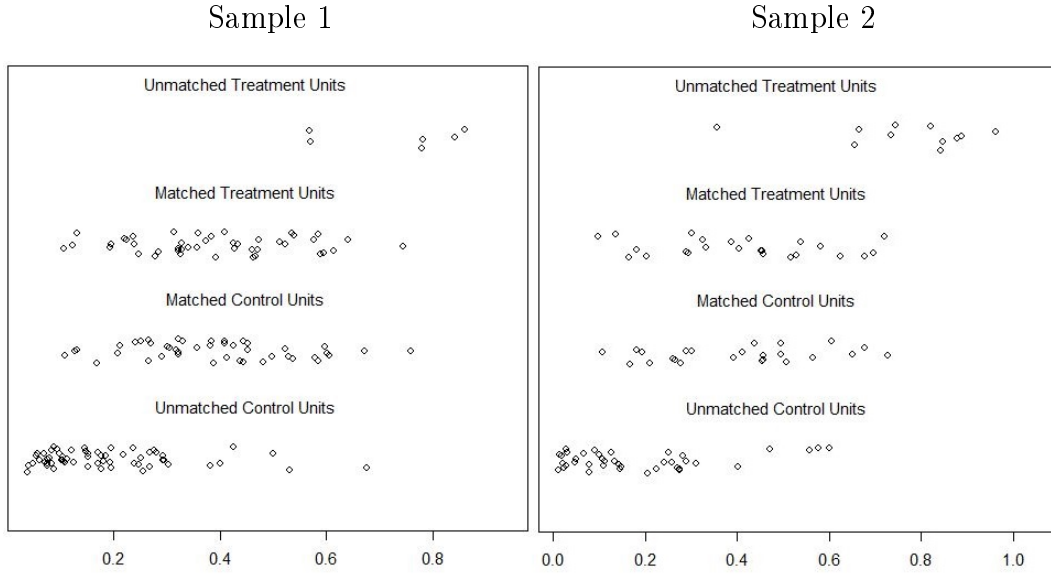 Sample 1
Unmatched Treatment Units
Matched Treatment Units
Matched Control Units
Unmatched Control Units
0.2 0.4 0.6 0.8
Sample 2
Unmatched Treatment Units
Matched Treatment Units
Matched Control Units
Unmatched Control Units
0.0 0.2 0.4 0.6 0.8 1.0